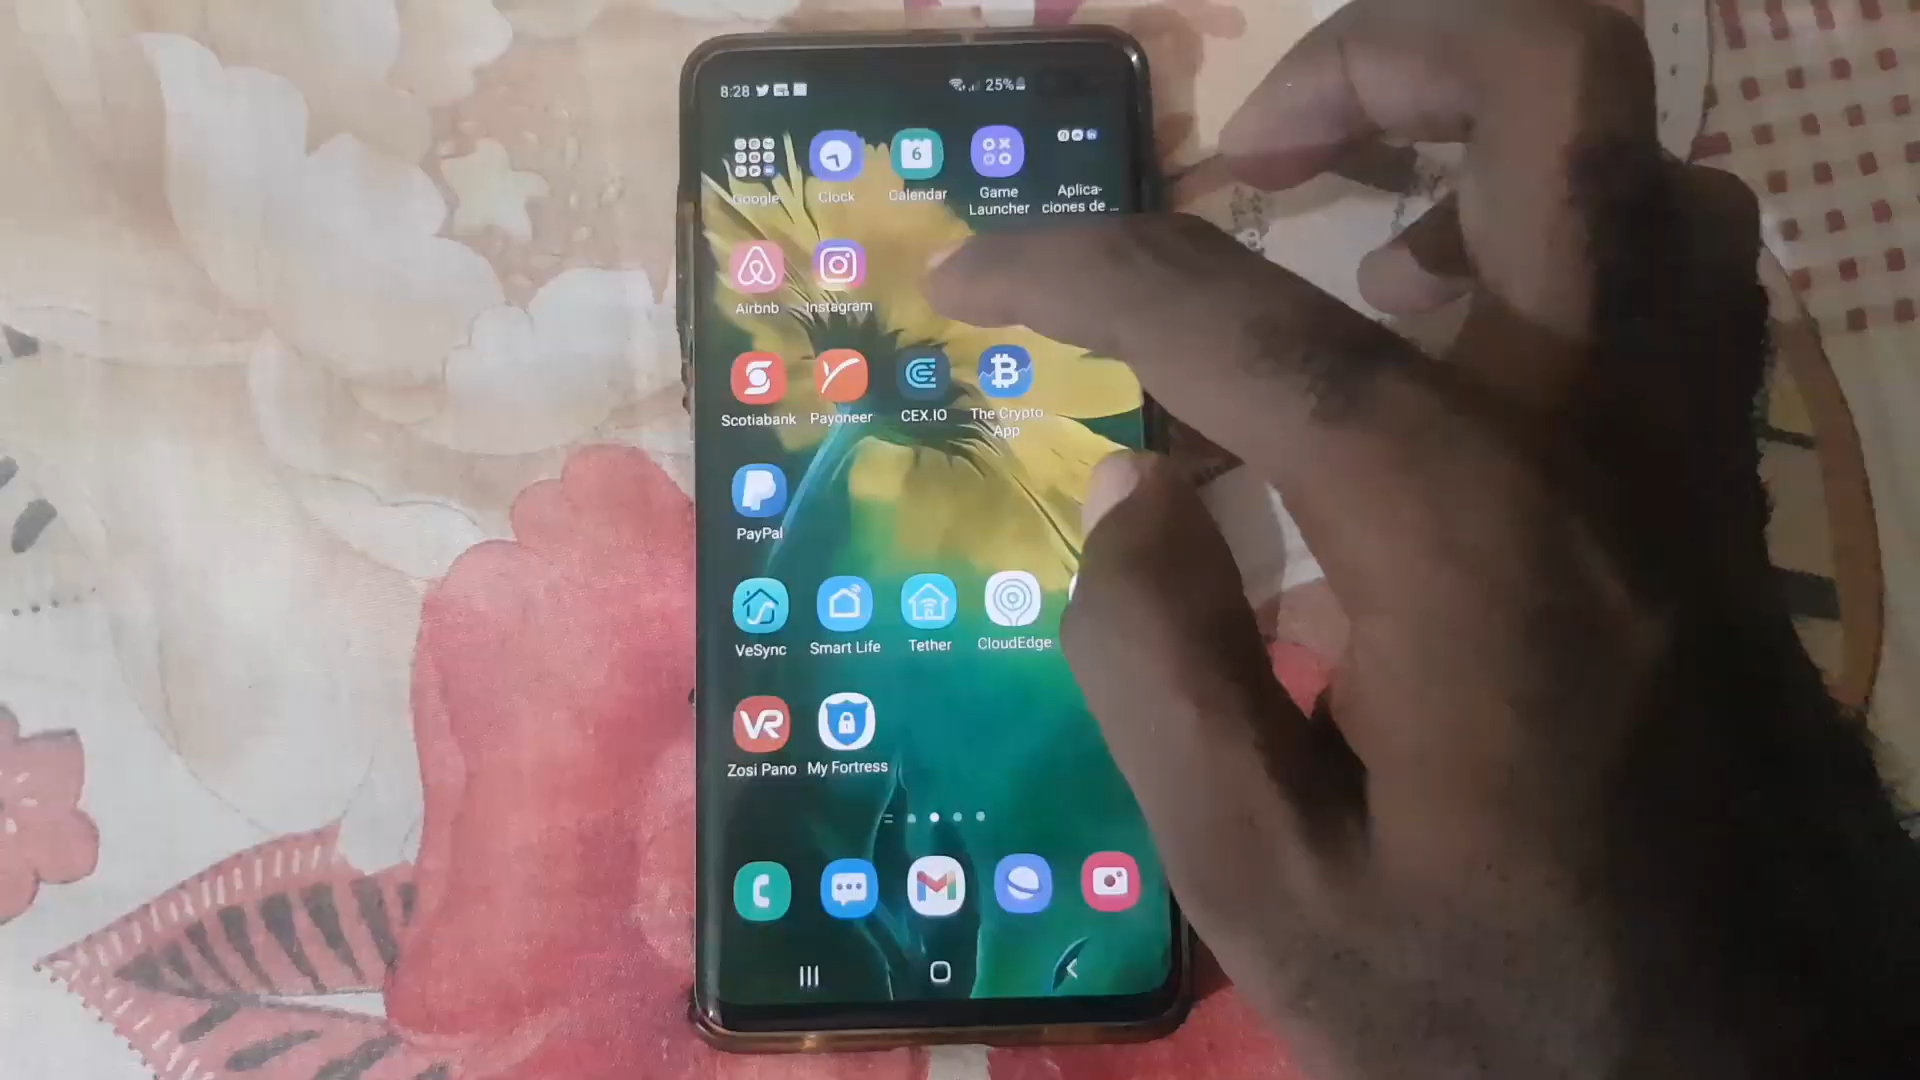 8:28
25%
6
Google
Clock
Calendar
Game
Launcher
Aplica-
ciones de ...
Airbnb
Instagram
Scotiabank
Payoneer
CEX.IO
The Crypto
App
PayPal
VeSync
Smart Life
Tether
CloudEdge
VR
Zosi Pano
My Fortress